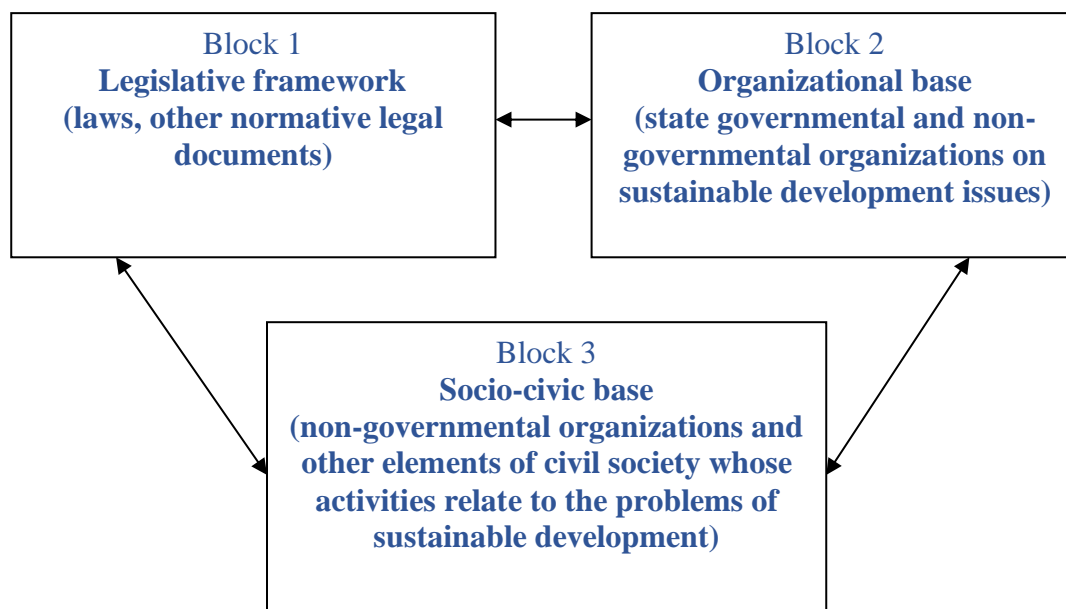 Block 1
Legislative framework
(laws, other normative legal
documents)
Block 2
Organizational base
(state governmental and non-
governmental organizations on
sustainable development issues)
Block 3
Socio-civic base
(non-governmental organizations and
other elements of civil society whose
activities relate to the problems of
sustainable development)